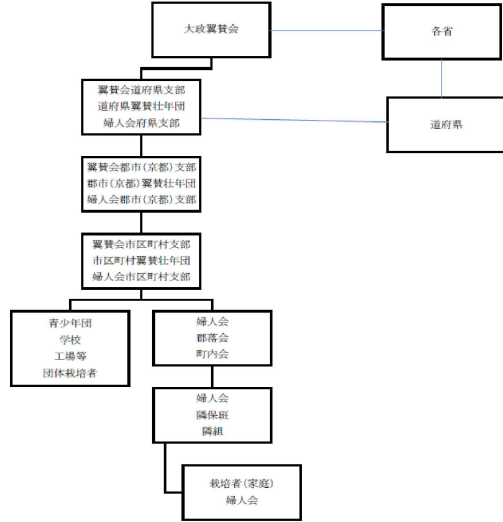 大政翼賛会
各省
翼賛会道府県支部
道府県翼賛壮年団
婦人会府県支部
道府県
翼賛会都市(京都)支部
郡市(京都)翼賛壮年団
婦人会郡市(京都)支部
翼賛会市区町村支部
市区町村翼賛壮年団
婦人会市区町村支部
青少年団
学校
工場等
団体栽培者
婦人会
郡落会
町内会
婦人会
隣保班
隣組
栽培者(家庭)
婦人会